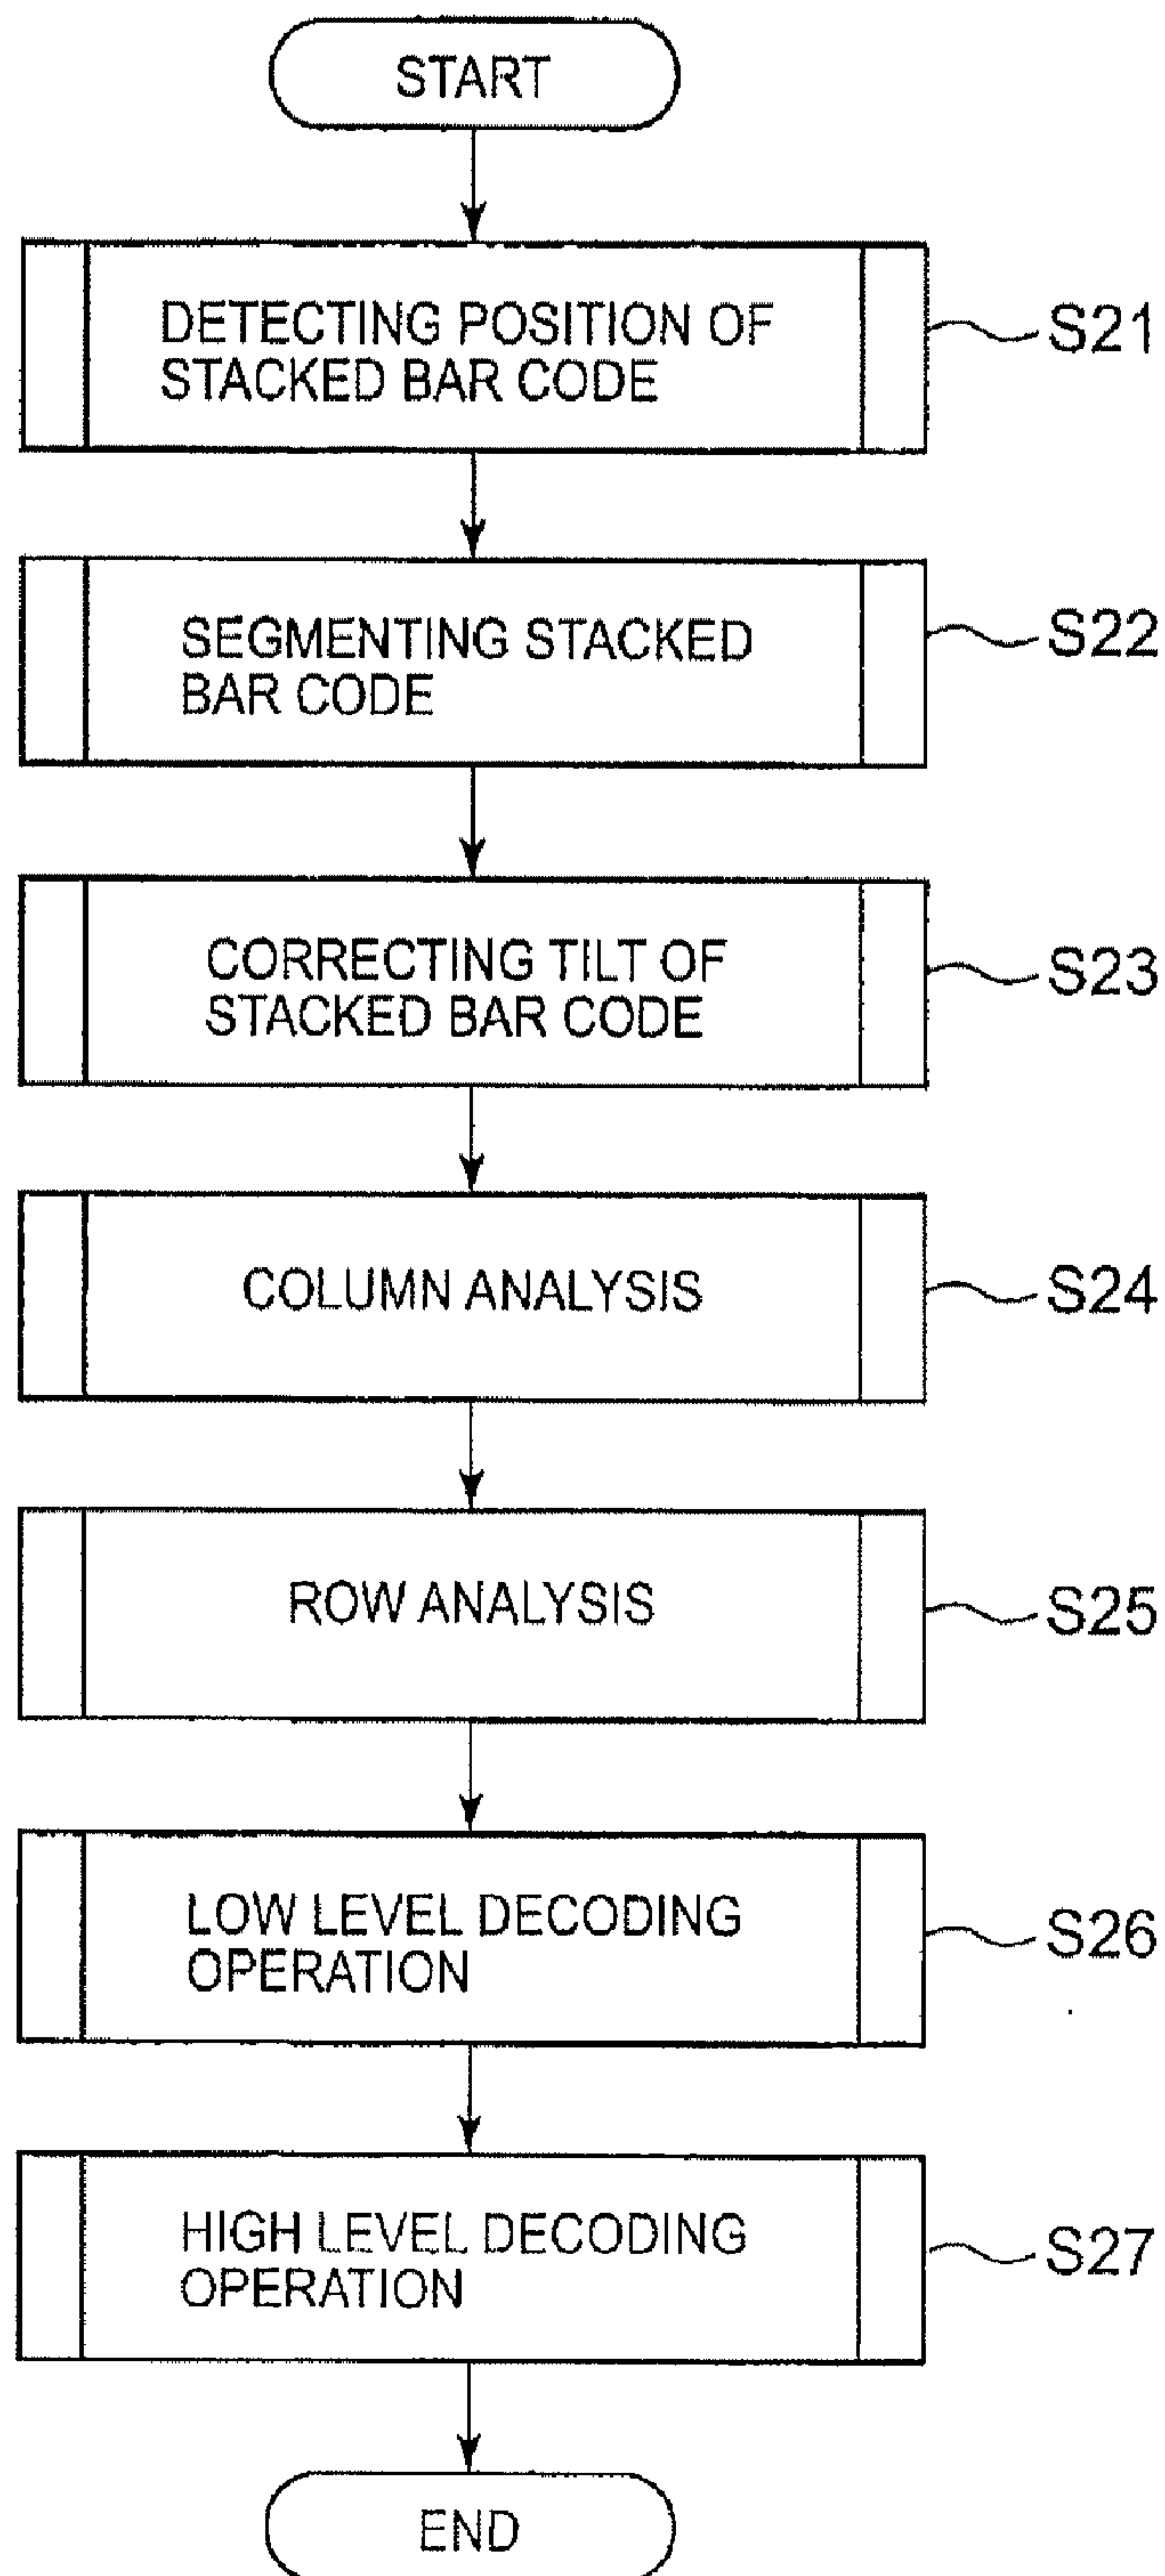 START
DETECTING POSITION OF
STACKED BAR CODE
S21
SEGMENTING STACKED
BAR CODE
S22
CORRECTING TILT OF
STACKED BAR CODE
S23
COLUMN ANALYSIS
S24
ROW ANALYSIS
S25
LOW LEVEL DECODING
OPERATION
S26
HIGH LEVEL DECODING
OPERATION
S27
END